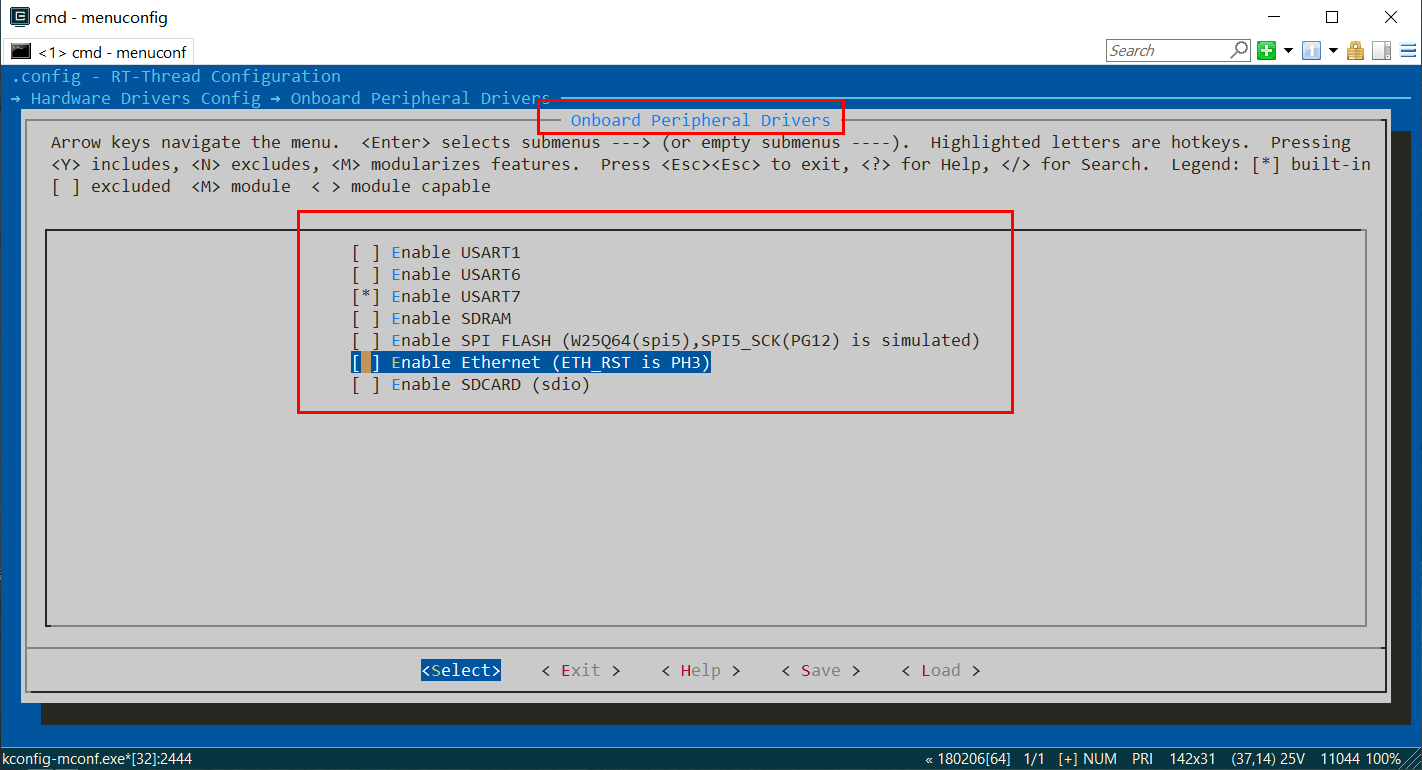 cmd - menuconfig
<1> cmd - menuconf
Search
.config - RT-Thread Configuration
→ Hardware Drivers Config → Onboard Peripheral Drivers
Onboard Peripheral Drivers
Arrow keys navigate the menu.  <Enter> selects submenus ---> (or empty submenus ----).  Highlighted letters are hotkeys.  Pressing
<Y> includes, <N> excludes, <M> modularizes features.  Press <Esc><Esc> to exit, <?> for Help, </> for Search.  Legend: [*] built-in
[ ] excluded  <M> module  < > module capable
[ ] Enable USART1
[ ] Enable USART6
[*] Enable USART7
[ ] Enable SDRAM
[ ] Enable SPI FLASH (W25Q64(spi5),SPI5_SCK(PG12) is simulated)
[ ] Enable Ethernet (ETH_RST is PH3)
[ ] Enable SDCARD (sdio)
<Select>    < Exit >    < Help >    < Save >    < Load >
kconfig-mconf.exe*[32]:2444
« 180206[64]  1/1  [+] NUM  PRI  142x31  (37,14) 25V  11044 100%